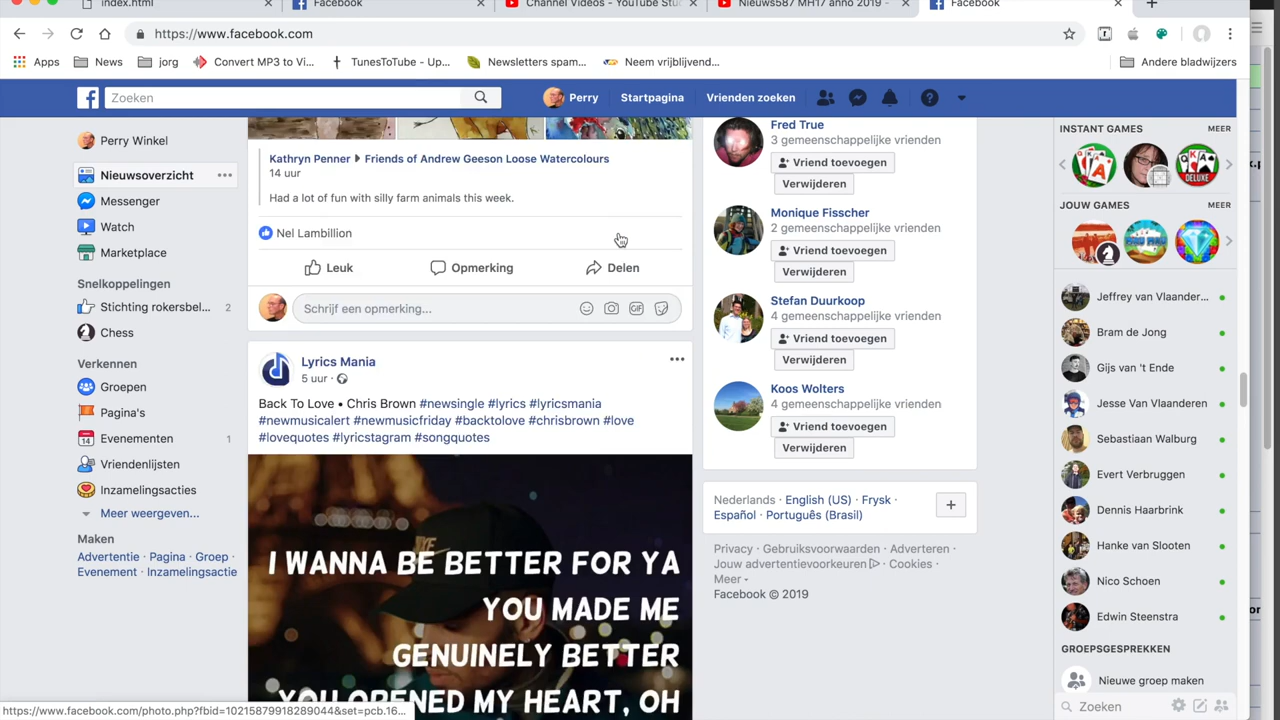 index.html
Facebook
Channel Videos - YouTube Stu
Nieuws587 MH17 anno 2019 -
Facebook
https://www.facebook.com
Apps
News
jorg
Convert MP3 to Vi...
TunesToTube - Up...
Newsletters spam...
Neem vrijblijvend...
Andere bladwijzers
Zoeken
Perry
Startpagina
Vrienden zoeken
Perry Winkel
Nieuwsoverzicht
Messenger
Watch
Marketplace
Snelkoppelingen
Stichting rokersbel... 2
Chess
Verkennen
Groepen
Pagina's
Evenementen 1
Vriendenlijsten
Inzamelingsacties
Meer weergeven...
Maken
Advertentie · Pagina · Groep ·
Evenement · Inzamelingsactie
Kathryn Penner Friends of Andrew Geeson Loose Watercolours
14 uur
Had a lot of fun with silly farm animals this week.
Nel Lambillion
Leuk
Opmerking
Delen
Schrijf een opmerking...
GIF
Lyrics Mania
5 uur ·
Back To Love • Chris Brown #newsingle #lyrics #lyricsmania
#newmusicalert #newmusicfriday #backtolove #chrisbrown #love
#lovequotes #lyricstagram #songquotes
I WANNA BE BETTER FOR YA
YOU MADE ME
GENUINELY BETTER
YOU OPENED MY HEART, OH
Fred True
3 gemeenschappelijke vrienden
Vriend toevoegen
Verwijderen
Monique Fisscher
2 gemeenschappelijke vrienden
Vriend toevoegen
Verwijderen
Stefan Duurkoop
4 gemeenschappelijke vrienden
Vriend toevoegen
Verwijderen
Koos Wolters
4 gemeenschappelijke vrienden
Vriend toevoegen
Verwijderen
Nederlands · English (US) · Frysk ·
Español · Português (Brasil)
Privacy · Gebruiksvoorwaarden · Adverteren ·
Jouw advertentievoorkeuren · Cookies ·
Meer
Facebook © 2019
INSTANT GAMES MEER
DELUXE
JOUW GAMES MEER
Jeffrey van Vlaander...
Bram de Jong
Gijs van 't Ende
Jesse Van Vlaanderen
Sebastiaan Walburg
Evert Verbruggen
Dennis Haarbrink
Hanke van Slooten
Nico Schoen
Edwin Steenstra
GROEPSGESPREKKEN
Nieuwe groep maken
Zoeken
https://www.facebook.com/photo.php?fbid=10215879918289044&set=pcb.16...